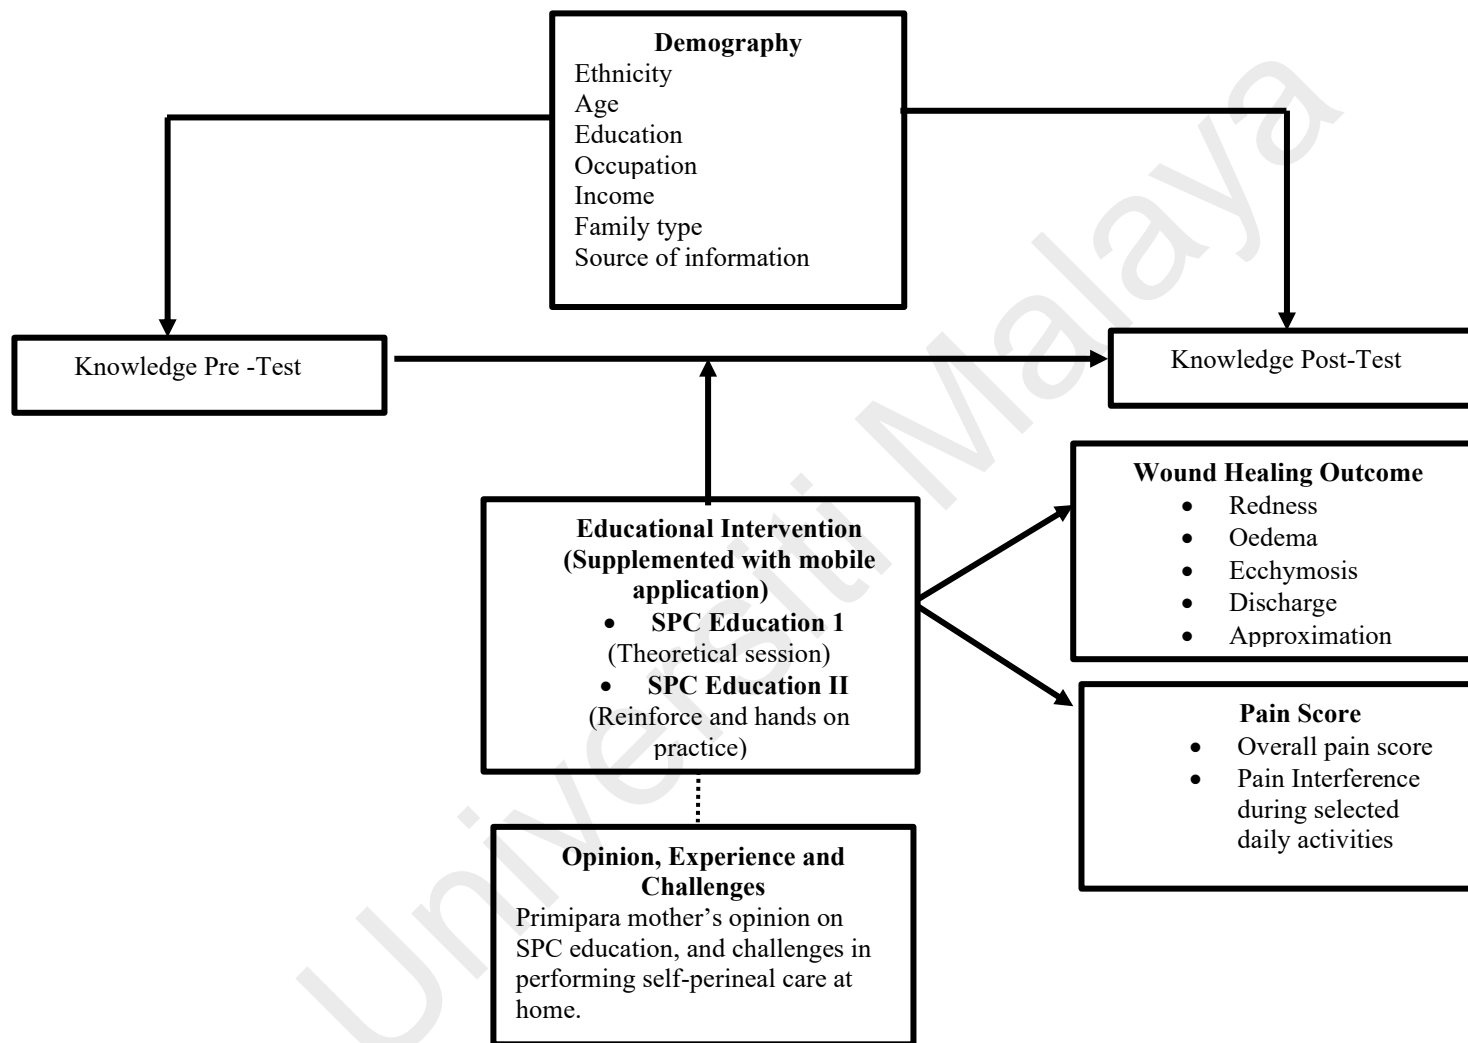 Demography
Ethnicity
Age
Education
Occupation
Income
Family type
Source of information
Knowledge Pre -Test
Knowledge Post-Test
Educational Intervention
(Supplemented with mobile
application)
• SPC Education 1
(Theoretical session)
• SPC Education II
(Reinforce and hands on
practice)
Wound Healing Outcome
• Redness
• Oedema
• Ecchymosis
• Discharge
• Approximation
Pain Score
• Overall pain score
• Pain Interference
during selected
daily activities
Opinion, Experience and
Challenges
Primipara mother’s opinion on
SPC education, and challenges in
performing self-perineal care at
home.
Universiti Malaya